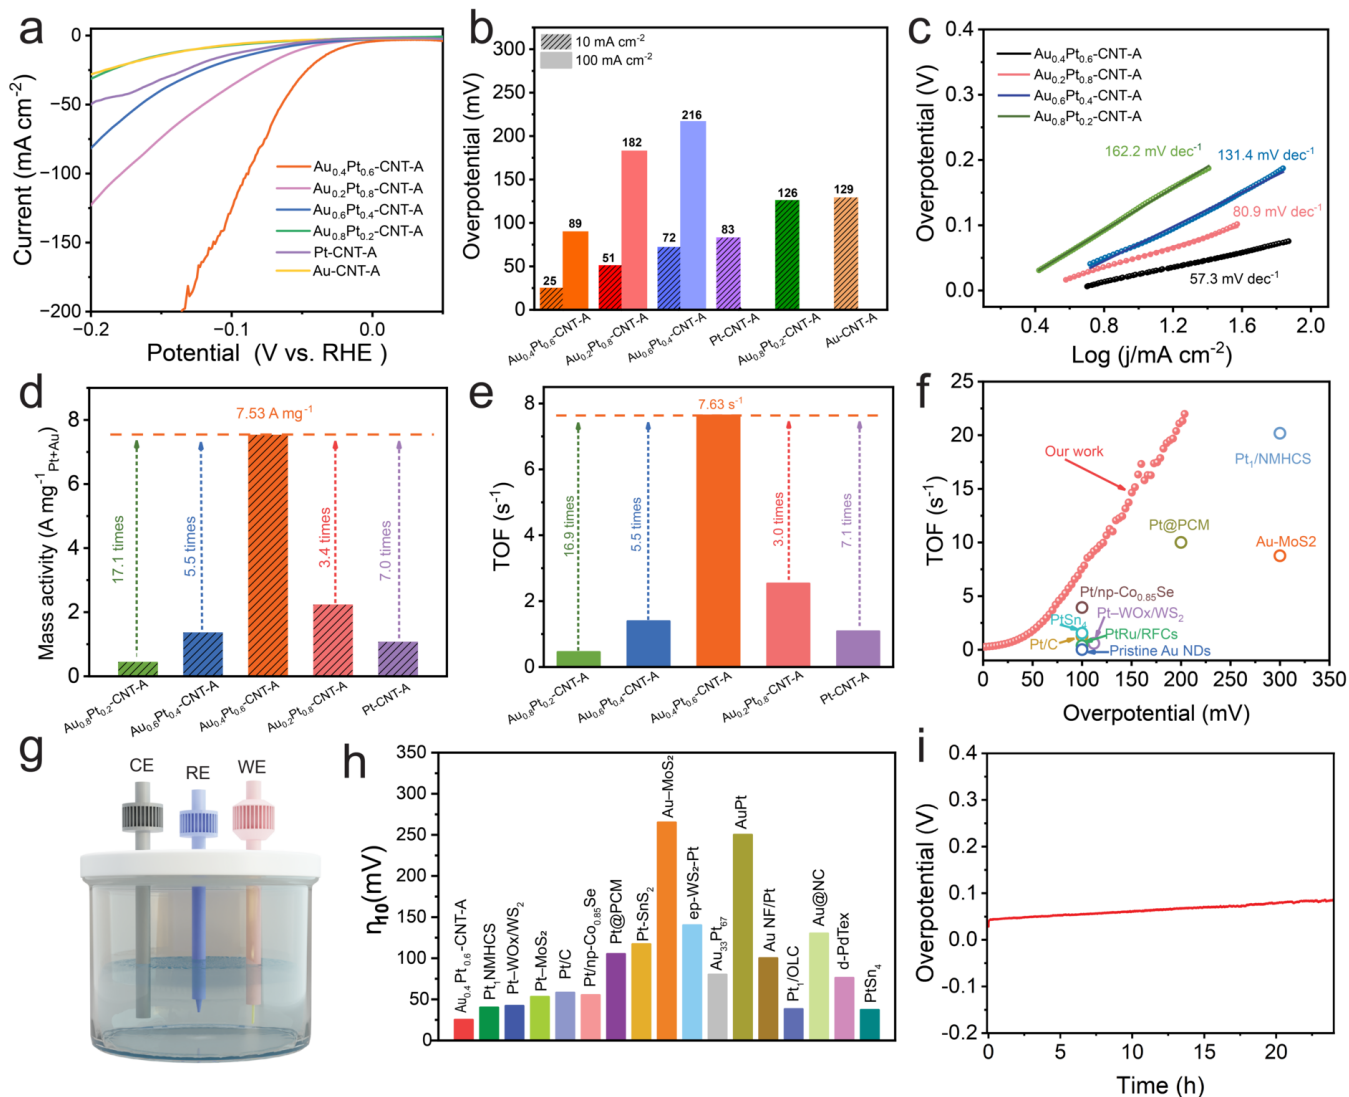 a
Current (mA cm⁻²)
0
−50
−100
−150
−200
−0.2
−0.1
0.0
Potential (V vs. RHE )
Au₀.₄Pt₀.₆-CNT-A
Au₀.₂Pt₀.₈-CNT-A
Au₀.₆Pt₀.₄-CNT-A
Au₀.₈Pt₀.₂-CNT-A
Pt-CNT-A
Au-CNT-A
b
Overpotential (mV)
300
250
200
150
100
50
0
10 mA cm⁻²
100 mA cm⁻²
25
89
51
182
72
216
83
126
129
Au₀.₄Pt₀.₆-CNT-A
Au₀.₂Pt₀.₈-CNT-A
Au₀.₆Pt₀.₄-CNT-A
Pt-CNT-A
Au₀.₈Pt₀.₂-CNT-A
Au-CNT-A
c
Overpotential (V)
0.4
0.3
0.2
0.1
0.0
Au₀.₄Pt₀.₆-CNT-A
Au₀.₂Pt₀.₈-CNT-A
Au₀.₆Pt₀.₄-CNT-A
Au₀.₈Pt₀.₂-CNT-A
162.2 mV dec⁻¹
131.4 mV dec⁻¹
80.9 mV dec⁻¹
57.3 mV dec⁻¹
0.4
0.8
1.2
1.6
2.0
Log (j/mA cm⁻²)
d
Mass activity (A mg⁻¹Pt+Au)
8
6
4
2
0
7.53 A mg⁻¹
17.1 times
5.5 times
3.4 times
7.0 times
Au₀.₈Pt₀.₂-CNT-A
Au₀.₆Pt₀.₄-CNT-A
Au₀.₄Pt₀.₆-CNT-A
Au₀.₂Pt₀.₈-CNT-A
Pt-CNT-A
e
TOF (s⁻¹)
8
6
4
2
0
7.63 s⁻¹
16.9 times
5.5 times
3.0 times
7.1 times
Au₀.₈Pt₀.₂-CNT-A
Au₀.₆Pt₀.₄-CNT-A
Au₀.₄Pt₀.₆-CNT-A
Au₀.₂Pt₀.₈-CNT-A
Pt-CNT-A
f
TOF (s⁻¹)
25
20
15
10
5
0
Our work
Pt₁/NMHCS
Pt@PCM
Au-MoS2
Pt/np-Co₀.₈₅Se
PtSn₄
Pt–WOx/WS₂
Pt/C
PtRu/RFCs
Pristine Au NDs
0
50
100
150
200
250
300
350
Overpotential (mV)
g
CE
RE
WE
h
η₁₀(mV)
350
300
250
200
150
100
50
0
Au₀.₄Pt₀.₆-CNT-A
Pt₁NMHCS
Pt–WOx/WS₂
Pt–MoS₂
Pt/C
Pt/np-Co₀.₈₅Se
Pt@PCM
Pt-SnS₂
Au–MoS₂
ep-WS₂-Pt
Au₃₃Pt₆₇
AuPt
Au NF/Pt
Pt₁/OLC
Au@NC
d-PdTex
PtSn₄
i
Overpotential (V)
0.4
0.3
0.2
0.1
0.0
-0.1
-0.2
0
5
10
15
20
Time (h)